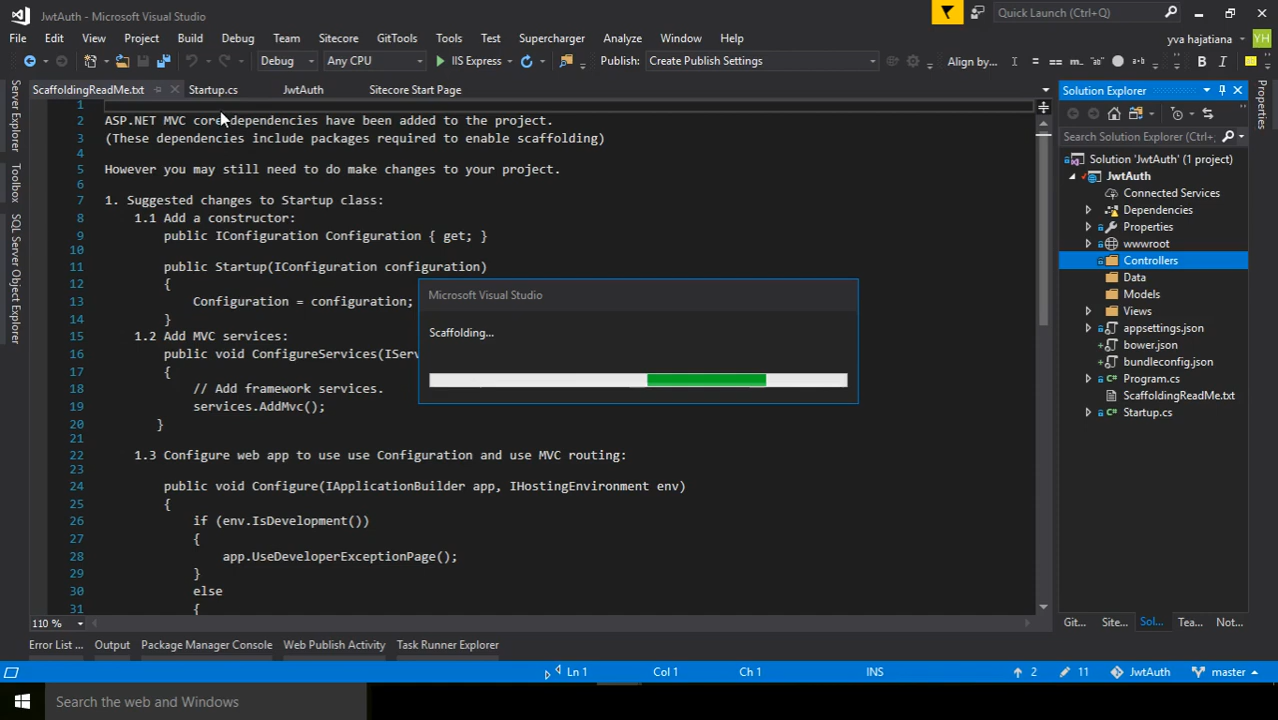 JwtAuth - Microsoft Visual Studio
Quick Launch (Ctrl+Q)
File Edit View Project Build Debug Team Sitecore GitTools Tools Test Supercharger Analyze Window Help
yva hajatiana YH
Debug Any CPU IIS Express Publish: Create Publish Settings Align by...
ScaffoldingReadMe.txt Startup.cs JwtAuth Sitecore Start Page
Server Explorer
Toolbox
SQL Server Object Explorer
1
2 ASP.NET MVC core dependencies have been added to the project.
3 (These dependencies include packages required to enable scaffolding)
4
5 However you may still need to do make changes to your project.
6
7 1. Suggested changes to Startup class:
8 1.1 Add a constructor:
9 public IConfiguration Configuration { get; }
10
11 public Startup(IConfiguration configuration)
12 {
13 Configuration = configuration;
14 }
15 1.2 Add MVC services:
16 public void ConfigureServices(IServ
17 {
18 // Add framework services.
19 services.AddMvc();
20 }
21
22 1.3 Configure web app to use use Configuration and use MVC routing:
23
24 public void Configure(IApplicationBuilder app, IHostingEnvironment env)
25 {
26 if (env.IsDevelopment())
27 {
28 app.UseDeveloperExceptionPage();
29 }
30 else
31 {
Microsoft Visual Studio
Scaffolding...
Solution Explorer
Search Solution Explorer (Ctrl+
Solution 'JwtAuth' (1 project)
JwtAuth
Connected Services
Dependencies
Properties
wwwroot
Controllers
Data
Models
Views
appsettings.json
bower.json
bundleconfig.json
Program.cs
ScaffoldingReadMe.txt
Startup.cs
Properties
110 %
Git... Site... Sol... Tea... Not...
Error List ... Output Package Manager Console Web Publish Activity Task Runner Explorer
Ln 1 Col 1 Ch 1 INS 2 11 JwtAuth master
Search the web and Windows